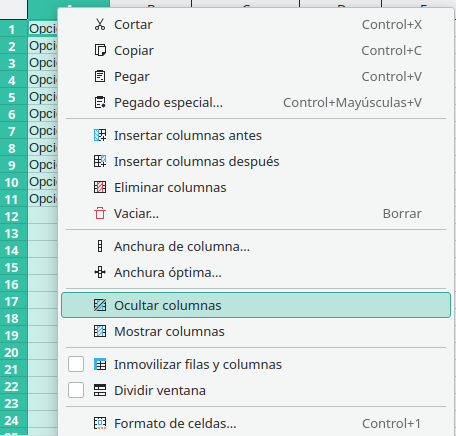 1 Opci
2 Opci
3 Opci
4 Opci
5 Opci
6 Opci
7 Opci
8 Opci
9 Opci
10 Opci
11 Opci
12
13
14
15
16
17
18
19
20
21
22
23
24
Cortar Control+X
Copiar Control+C
Pegar Control+V
Pegado especial... Control+Mayúsculas+V
Insertar columnas antes
Insertar columnas después
Eliminar columnas
Vaciar... Borrar
Anchura de columna...
Anchura óptima...
Ocultar columnas
Mostrar columnas
Inmovilizar filas y columnas
Dividir ventana
Formato de celdas... Control+1